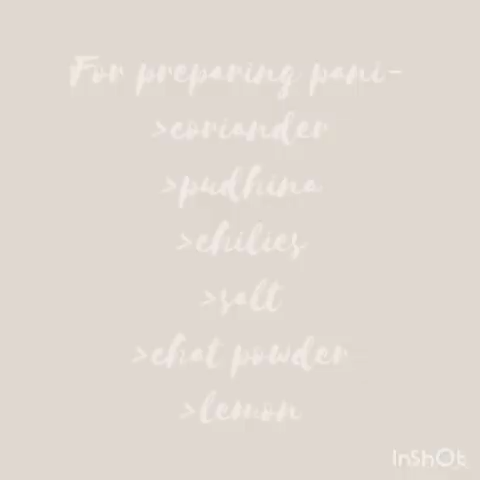 For preparing pani-
>coriander
>pudhina
>chilies
>salt
>chat powder
>lemon
InShOt